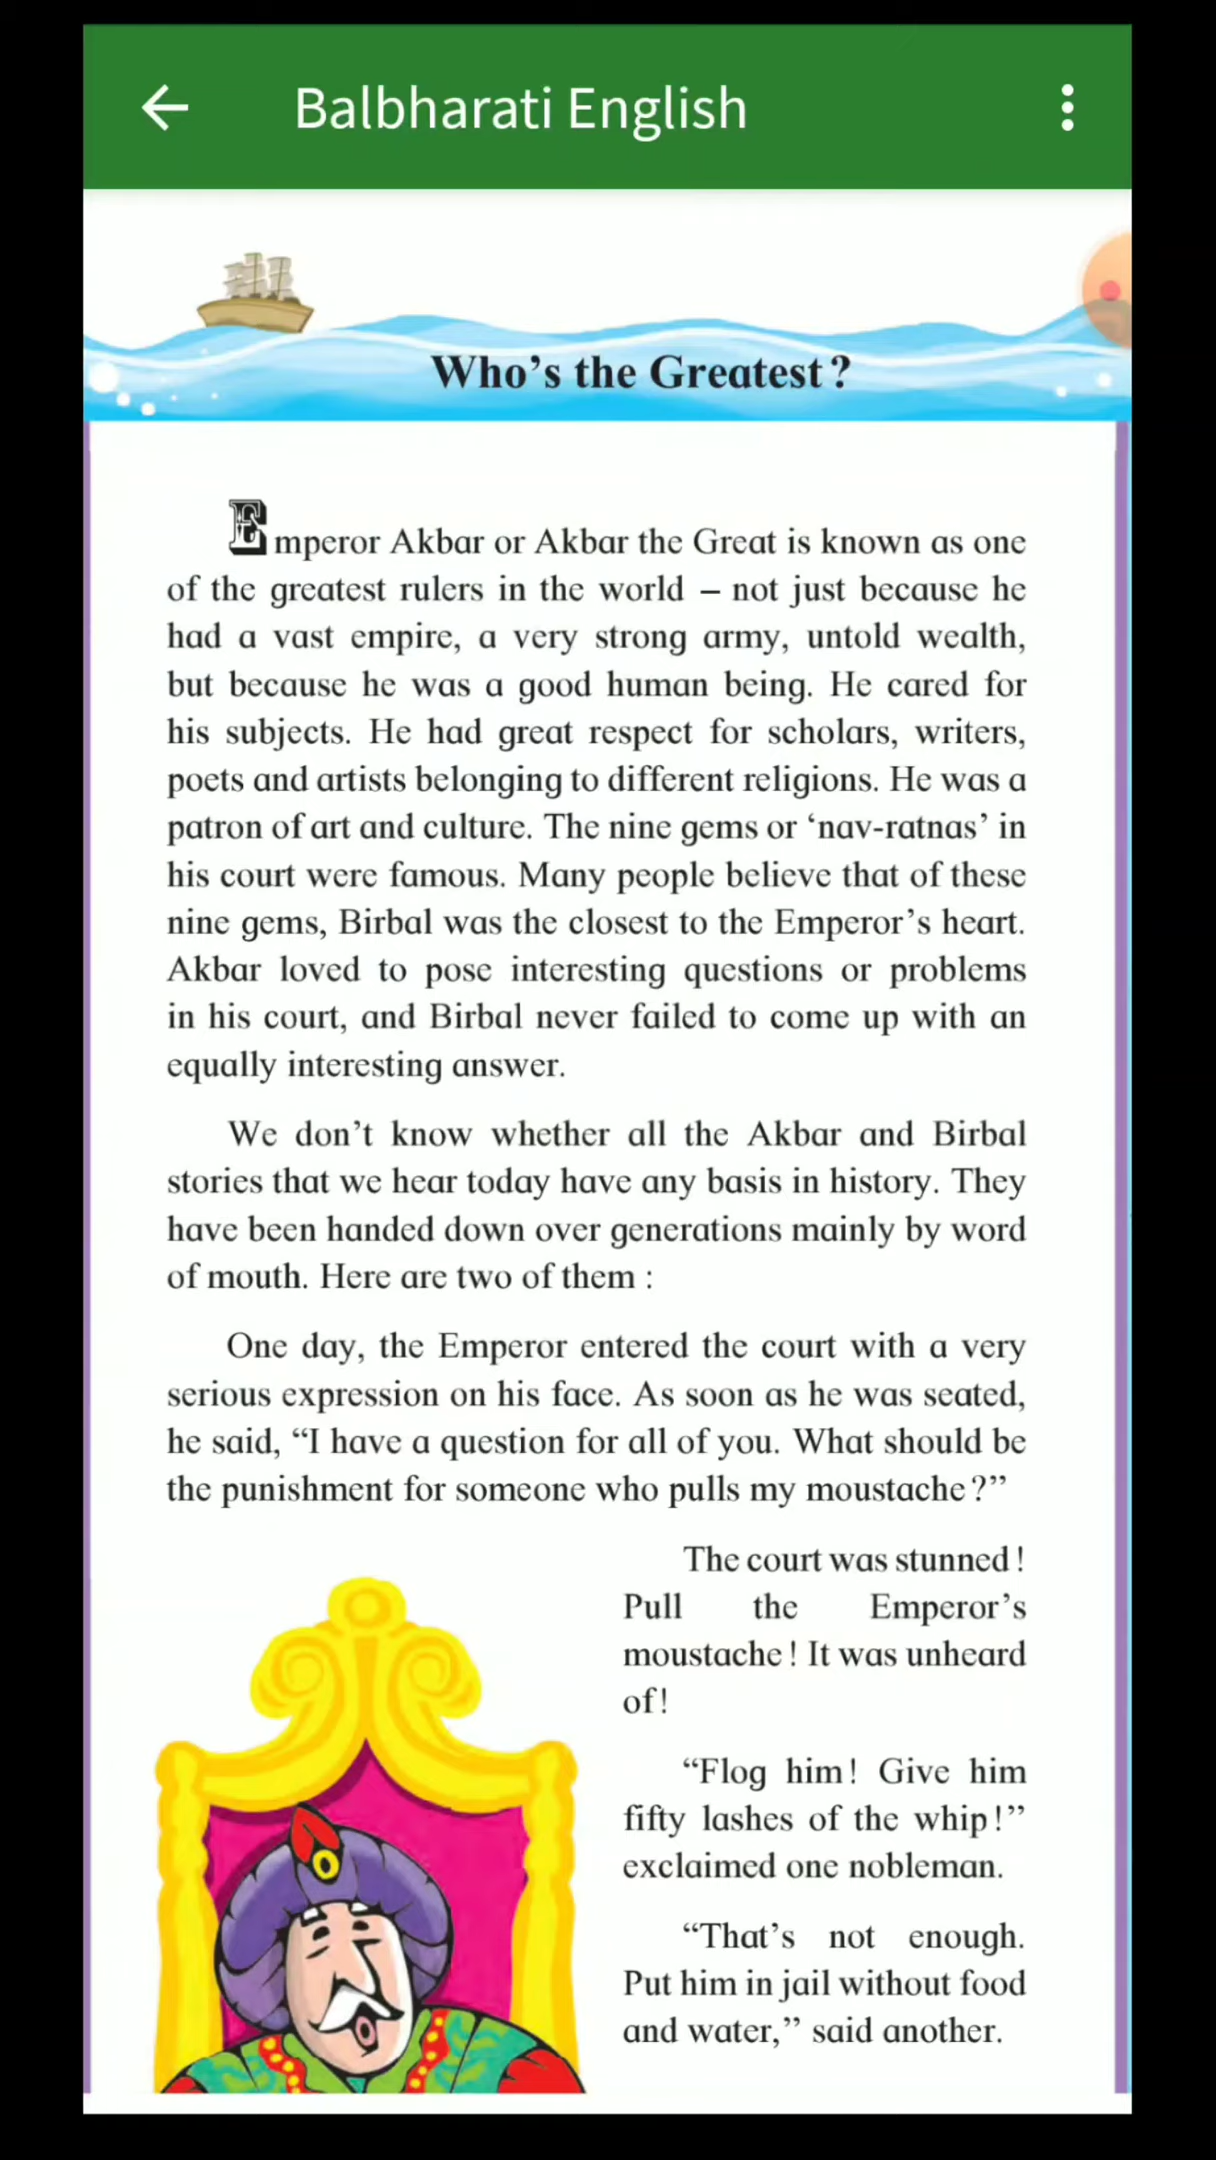 Balbharati English
Who's the Greatest?
Emperor Akbar or Akbar the Great is known as one
of the greatest rulers in the world – not just because he
had a vast empire, a very strong army, untold wealth,
but because he was a good human being. He cared for
his subjects. He had great respect for scholars, writers,
poets and artists belonging to different religions. He was a
patron of art and culture. The nine gems or ‘nav-ratnas’ in
his court were famous. Many people believe that of these
nine gems, Birbal was the closest to the Emperor’s heart.
Akbar loved to pose interesting questions or problems
in his court, and Birbal never failed to come up with an
equally interesting answer.
We don’t know whether all the Akbar and Birbal
stories that we hear today have any basis in history. They
have been handed down over generations mainly by word
of mouth. Here are two of them :
One day, the Emperor entered the court with a very
serious expression on his face. As soon as he was seated,
he said, “I have a question for all of you. What should be
the punishment for someone who pulls my moustache?”
The court was stunned!
Pull the Emperor’s
moustache! It was unheard
of!
“Flog him! Give him
fifty lashes of the whip!”
exclaimed one nobleman.
“That’s not enough.
Put him in jail without food
and water,” said another.